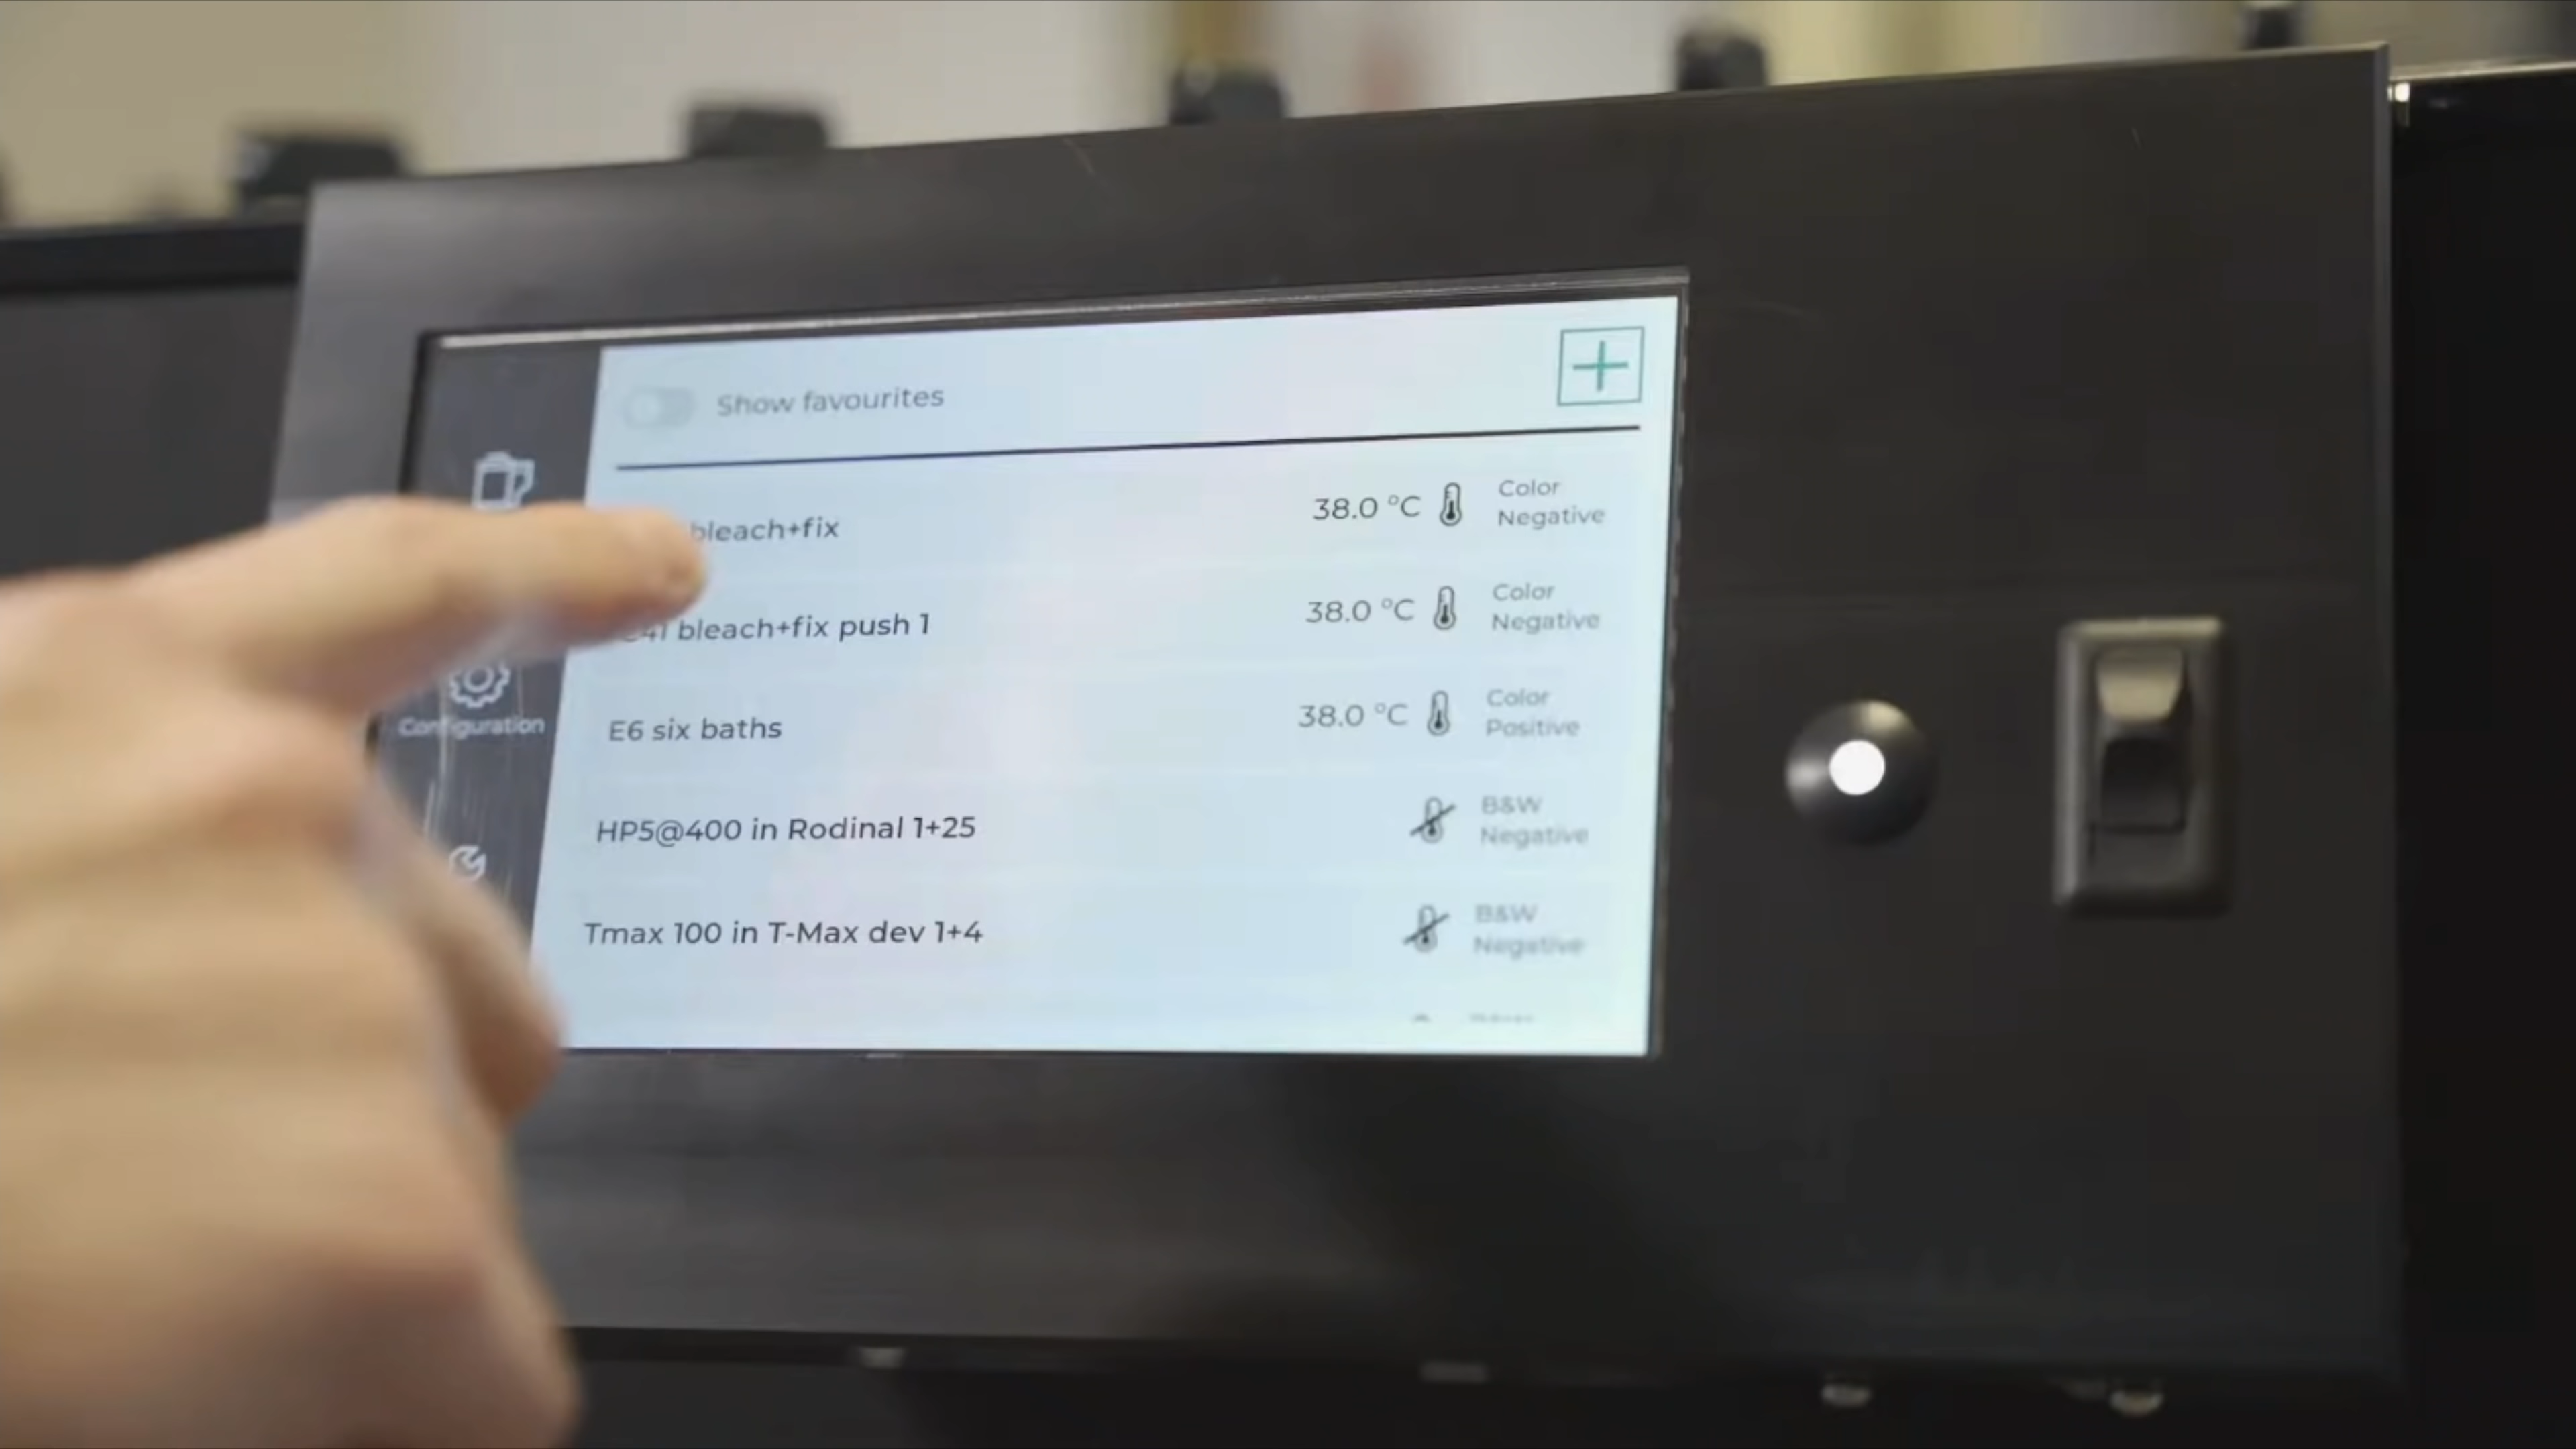 Show favourites
bleach+fix
38.0 °C
Color
Negative
C41 bleach+fix push 1
38.0 °C
Color
Negative
Configuration
E6 six baths
38.0 °C
Color
Positive
HP5@400 in Rodinal 1+25
B&W
Negative
Tmax 100 in T-Max dev 1+4
B&W
Negative